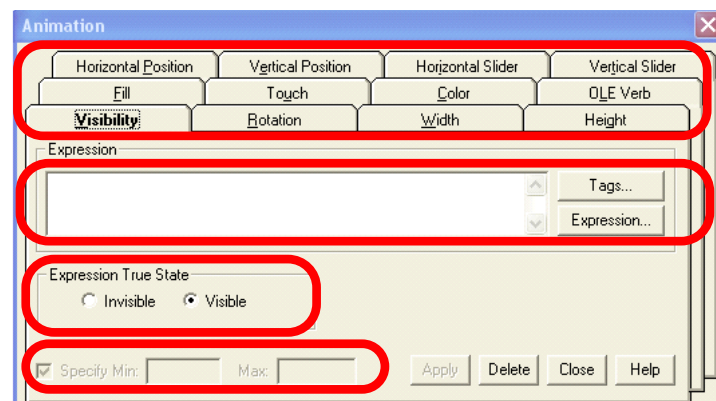 Animation
Horizontal Position Vertical Position Horizontal Slider Vertical Slider
Fill Touch Color OLE Verb
Visibility Rotation Width Height
Expression
Tags...
Expression...
Expression True State
Invisible Visible
Specify Min: Max: Apply Delete Close Help